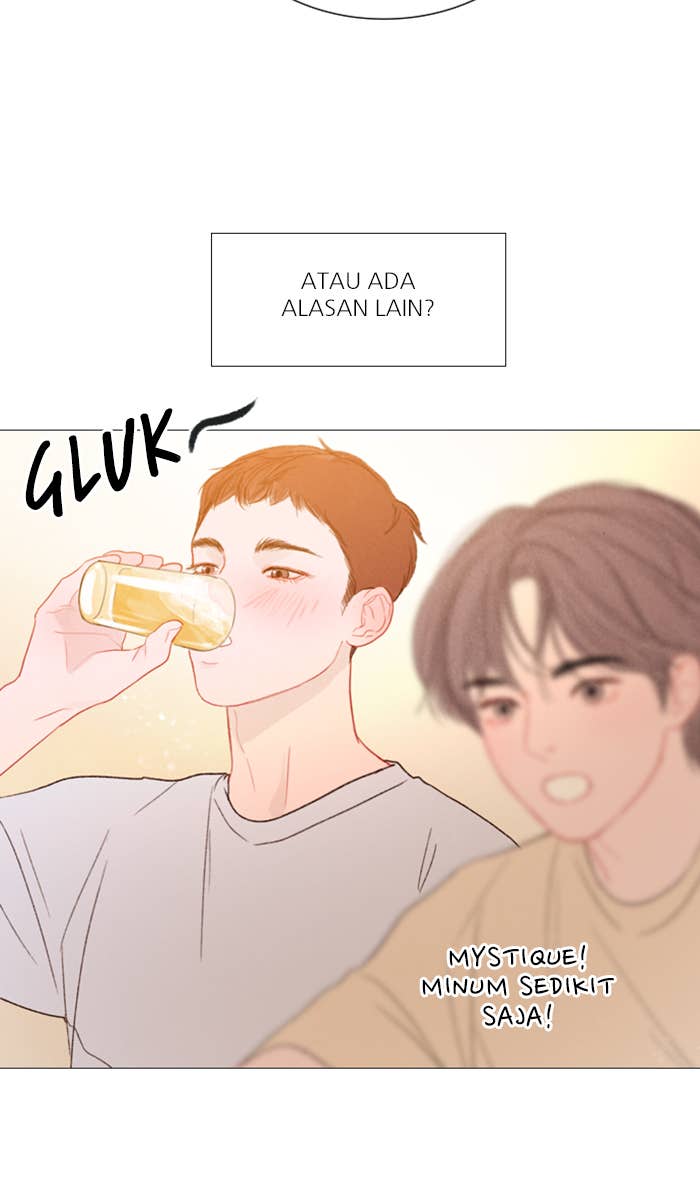 ATAU ADA
ALASAN LAIN?
GLUK~
MYSTIQUE!
MINUM SEDIKIT
SAJA!